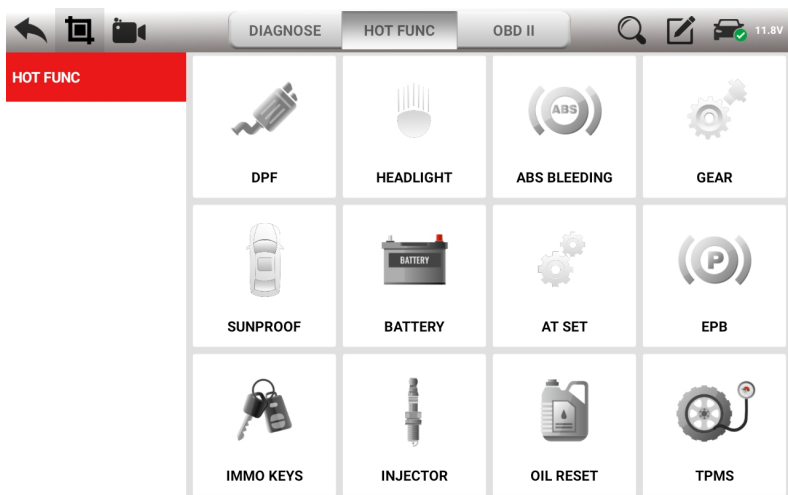 DIAGNOSE
HOT FUNC
OBD II
11.8V
HOT FUNC
DPF
HEADLIGHT
ABS
ABS BLEEDING
GEAR
SUNPROOF
BATTERY
BATTERY
AT SET
P
EPB
IMMO KEYS
INJECTOR
OIL RESET
TPMS